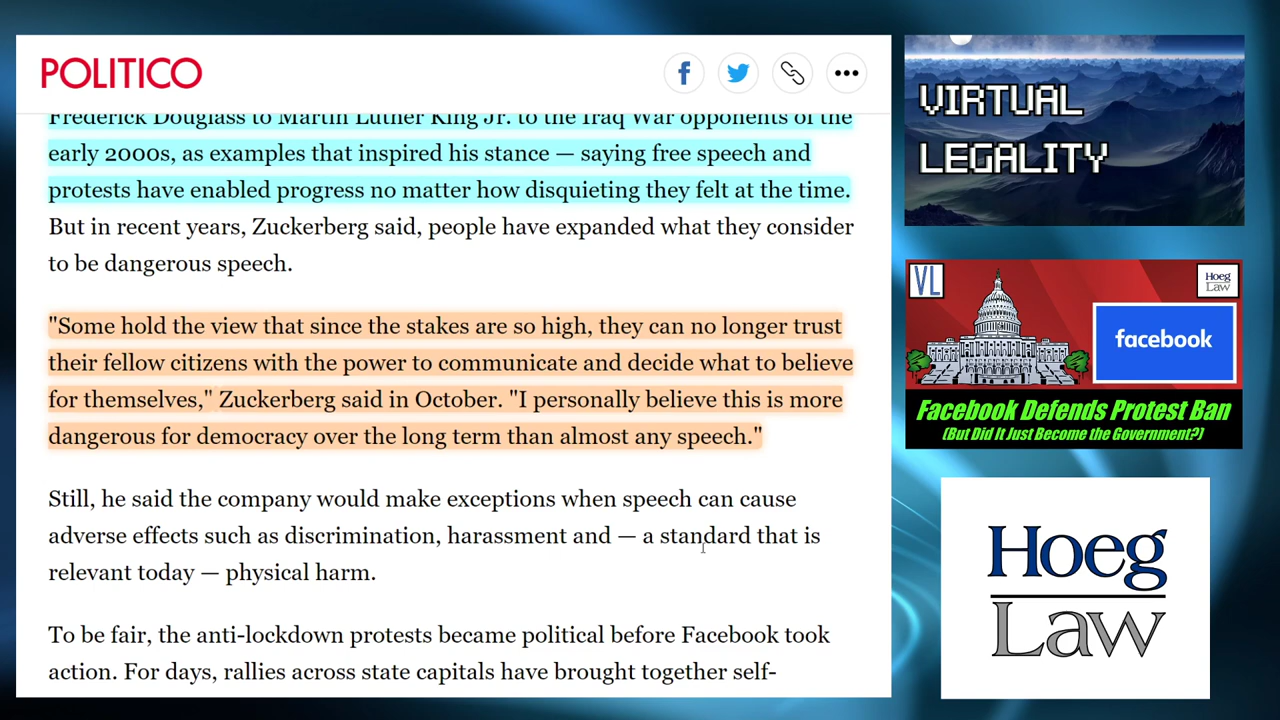 POLITICO
Frederick Douglass to Martin Luther King Jr. to the Iraq War opponents of the
early 2000s, as examples that inspired his stance — saying free speech and
protests have enabled progress no matter how disquieting they felt at the time.
But in recent years, Zuckerberg said, people have expanded what they consider
to be dangerous speech.
"Some hold the view that since the stakes are so high, they can no longer trust
their fellow citizens with the power to communicate and decide what to believe
for themselves," Zuckerberg said in October. "I personally believe this is more
dangerous for democracy over the long term than almost any speech."
Still, he said the company would make exceptions when speech can cause
adverse effects such as discrimination, harassment and — a standard that is
relevant today — physical harm.
To be fair, the anti-lockdown protests became political before Facebook took
action. For days, rallies across state capitals have brought together self-
VIRTUAL
LEGALITY
VL
Hoeg
Law
facebook
Facebook Defends Protest Ban
(But Did It Just Become the Government?)
Hoeg
Law